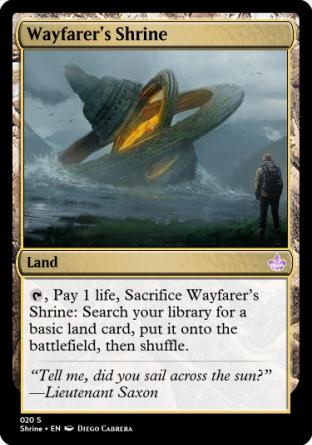 Wayfarer's Shrine
Land
, Pay 1 life, Sacrifice Wayfarer's
Shrine: Search your library for a
basic land card, put it onto the
battlefield, then shuffle.
"Tell me, did you sail across the sun?"
—Lieutenant Saxon
020 S
Shrine • EN Diego Cabrera